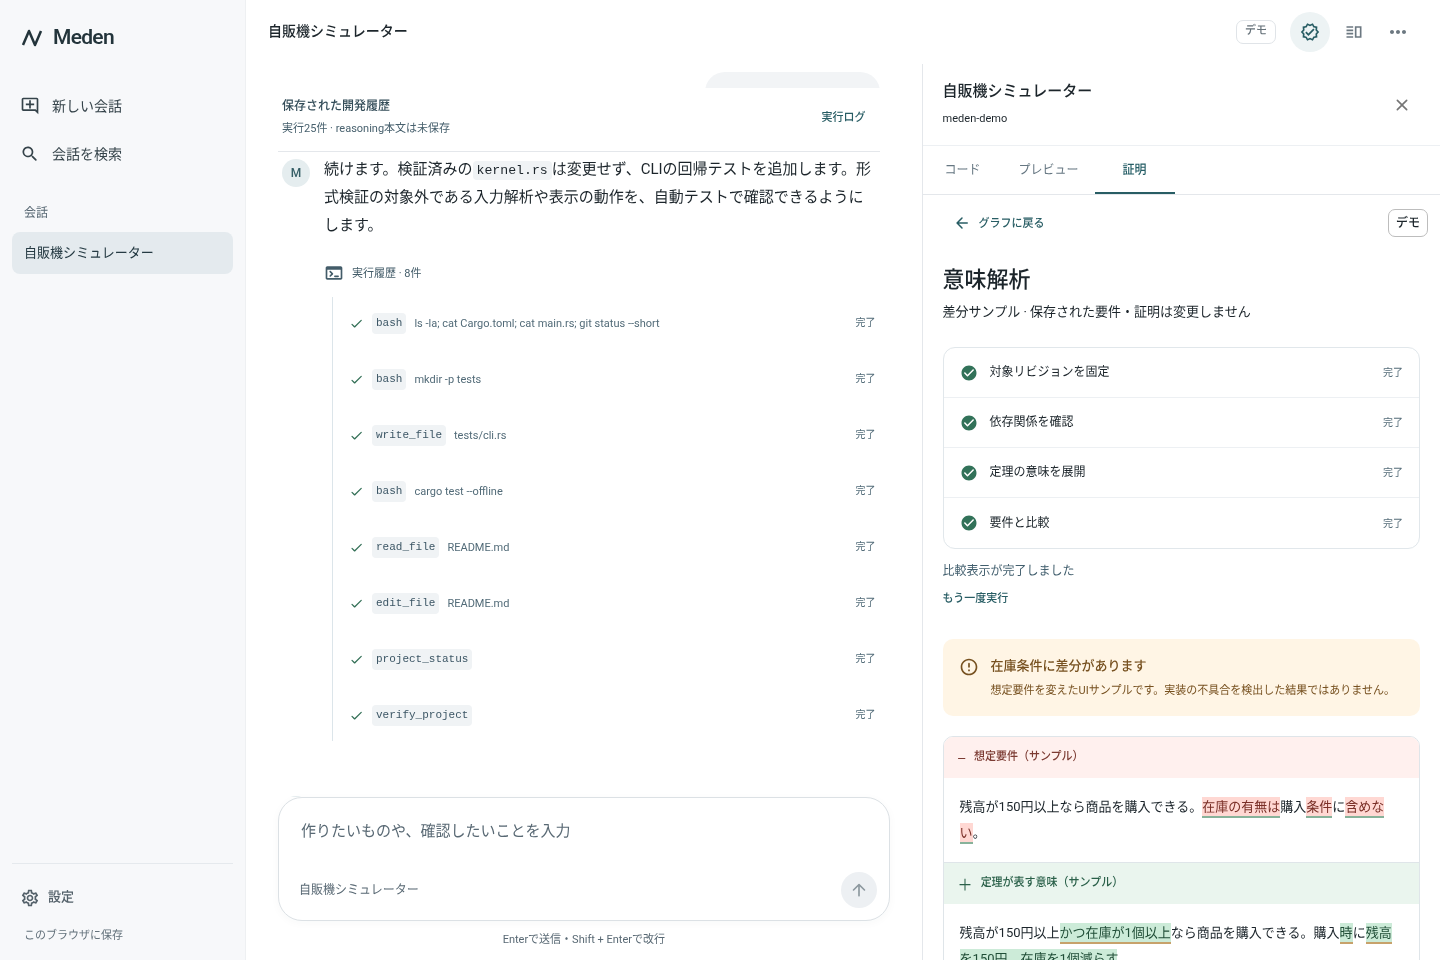 Meden
新しい会話
会話を検索
会話
自販機シミュレーター
設定
このブラウザに保存
自販機シミュレーター
デモ
保存された開発履歴
実行25件 · reasoning本文は未保存
実行ログ
M
続けます。検証済みの kernel.rs は変更せず、CLIの回帰テストを追加します。形
式検証の対象外である入力解析や表示の動作を、自動テストで確認できるように
します。
実行履歴 · 8件
bash ls -la; cat Cargo.toml; cat main.rs; git status --short 完了
bash mkdir -p tests 完了
write_file tests/cli.rs 完了
bash cargo test --offline 完了
read_file README.md 完了
edit_file README.md 完了
project_status 完了
verify_project 完了
作りたいものや、確認したいことを入力
自販機シミュレーター
Enterで送信・Shift + Enterで改行
自販機シミュレーター
meden-demo
コード プレビュー 証明
グラフに戻る
デモ
意味解析
差分サンプル · 保存された要件・証明は変更しません
対象リビジョンを固定 完了
依存関係を確認 完了
定理の意味を展開 完了
要件と比較 完了
比較表示が完了しました
もう一度実行
在庫条件に差分があります
想定要件を変えたUIサンプルです。実装の不具合を検出した結果ではありません。
− 想定要件（サンプル）
残高が150円以上なら商品を購入できる。在庫の有無は購入条件に含めな
い。
＋ 定理が表す意味（サンプル）
残高が150円以上かつ在庫が1個以上なら商品を購入できる。購入時に残高
を150円、在庫を1個減らす。